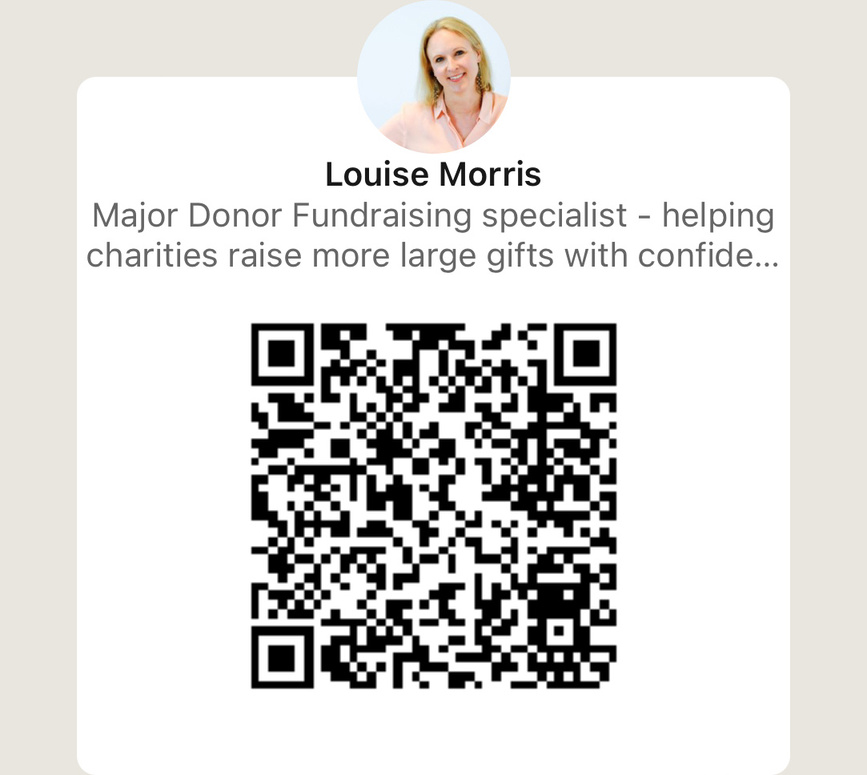 Louise Morris
Major Donor Fundraising specialist - helping
charities raise more large gifts with confide...